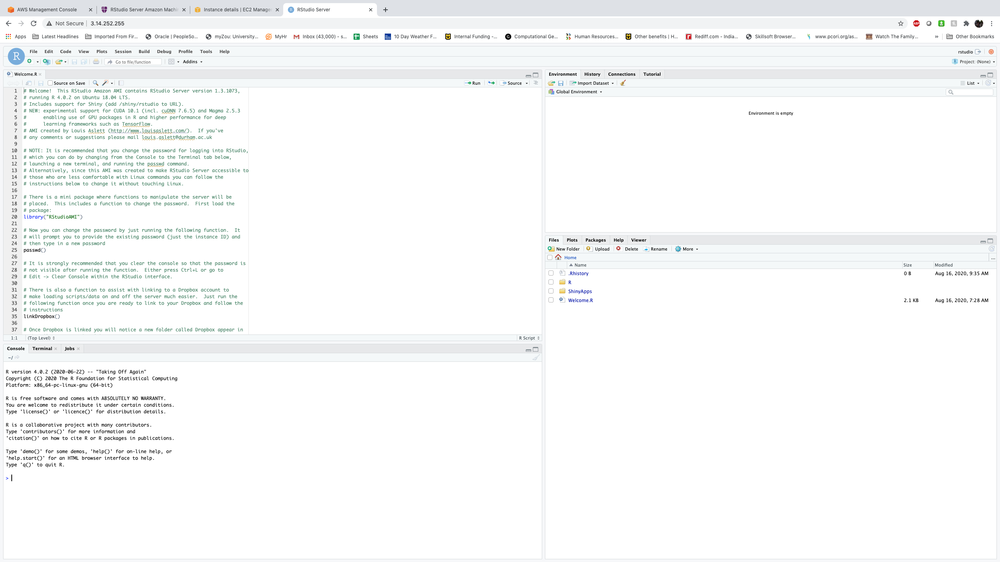 AWS Management Console
RStudio Server Amazon Machi
Instance details | EC2 Manager
RStudio Server
Not Secure
3.14.252.255
ABP
Apps
Latest Headlines
Imported From Fir...
Oracle | PeopleSo...
myZou: University...
MyHr
Inbox (43,000) - s...
Sheets
10 Day Weather F...
Internal Funding -...
Computational Ge...
Human Resources...
Other benefits | H...
Rediff.com - India...
Skillsoft Browser...
www.pcori.org/as...
Watch The Family...
»
Other Bookmarks
R
File Edit Code View Plots Session Build Debug Profile Tools Help
rstudio
Go to file/function
Addins
Project: (None)
Welcome.R
Source on Save
Run
Source
1 # Welcome!  This RStudio Amazon AMI contains RStudio Server version 1.3.1073,
2 # running R 4.0.2 on Ubuntu 18.04 LTS.
3 # Includes support for Shiny (add /shiny/rstudio to URL).
4 # NEW: experimental support for CUDA 10.1 (incl. cuDNN 7.6.5) and Magma 2.5.3
5 #      enabling use of GPU packages in R and higher performance for deep
6 #      learning frameworks such as TensorFlow.
7 # AMI created by Louis Aslett (http://www.louisaslett.com/).  If you've
8 # any comments or suggestions please mail louis.aslett@durham.ac.uk
9
10 # NOTE: It is recommended that you change the password for logging into RStudio,
11 # which you can do by changing from the Console to the Terminal tab below,
12 # launching a new terminal, and running the passwd command.
13 # Alternatively, since this AMI was created to make RStudio Server accessible to
14 # those who are less comfortable with Linux commands you can follow the
15 # instructions below to change it without touching Linux.
16
17 # There is a mini package where functions to manipulate the server will be
18 # placed.  This includes a function to change the password.  First load the
19 # package:
20 library("RStudioAMI")
21
22 # Now you can change the password by just running the following function.  It
23 # will prompt you to provide the existing password (just the instance ID) and
24 # then type in a new password
25 passwd()
26
27 # It is strongly recommended that you clear the console so that the password is
28 # not visible after running the function.  Either press Ctrl+L or go to
29 # Edit -> Clear Console within the RStudio interface.
30
31 # There is also a function to assist with linking to a Dropbox account to
32 # make loading scripts/data on and off the server much easier.  Just run the
33 # following function once you are ready to link to your Dropbox and follow the
34 # instructions
35 linkDropbox()
36
37 # Once Dropbox is linked you will notice a new folder called Dropbox appear in
1:1
(Top Level)
R Script
Console Terminal Jobs
~/
R version 4.0.2 (2020-06-22) -- "Taking Off Again"
Copyright (C) 2020 The R Foundation for Statistical Computing
Platform: x86_64-pc-linux-gnu (64-bit)
R is free software and comes with ABSOLUTELY NO WARRANTY.
You are welcome to redistribute it under certain conditions.
Type 'license()' or 'licence()' for distribution details.
R is a collaborative project with many contributors.
Type 'contributors()' for more information and
'citation()' on how to cite R or R packages in publications.
Type 'demo()' for some demos, 'help()' for on-line help, or
'help.start()' for an HTML browser interface to help.
Type 'q()' to quit R.
>
Environment History Connections Tutorial
Import Dataset
List
Global Environment
Environment is empty
Files Plots Packages Help Viewer
New Folder Upload Delete Rename More
Home
...
Name Size Modified
.Rhistory 0 B Aug 16, 2020, 9:35 AM
R
ShinyApps
Welcome.R 2.1 KB Aug 16, 2020, 7:28 AM